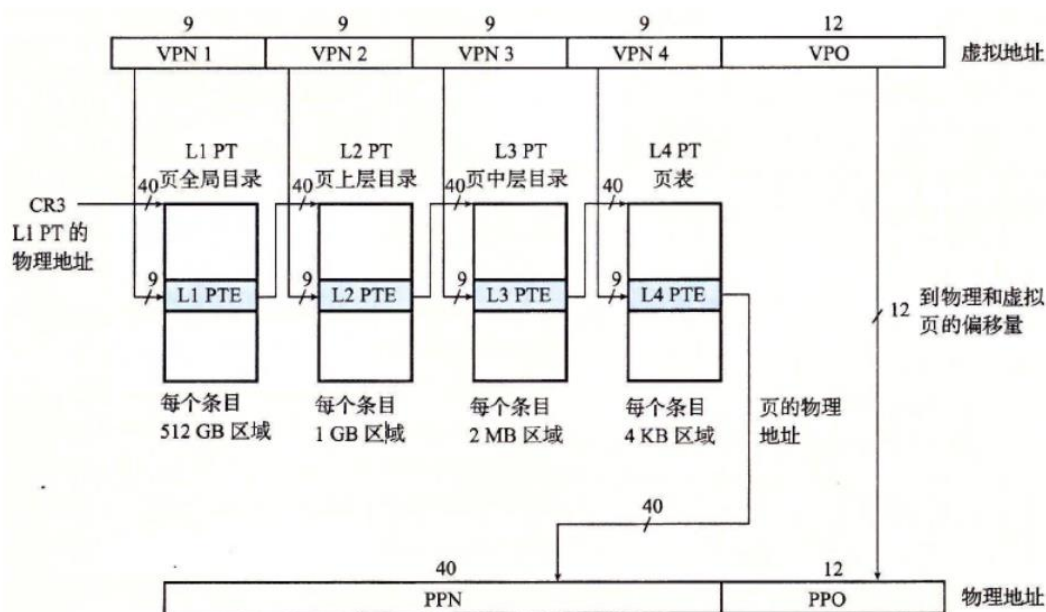 9 9 9 9 12
VPN 1 VPN 2 VPN 3 VPN 4 VPO 虚拟地址
L1 PT L2 PT L3 PT L4 PT
页全局目录 页上层目录 页中层目录 页表
40 40 40 40
CR3
L1 PT 的
物理地址
9 9 9 9
L1 PTE L2 PTE L3 PTE L4 PTE
12 到物理和虚拟
页的偏移量
每个条目 每个条目 每个条目 每个条目
512 GB 区域 1 GB 区域 2 MB 区域 4 KB 区域
页的物理
地址
40
40 12
PPN PPO 物理地址